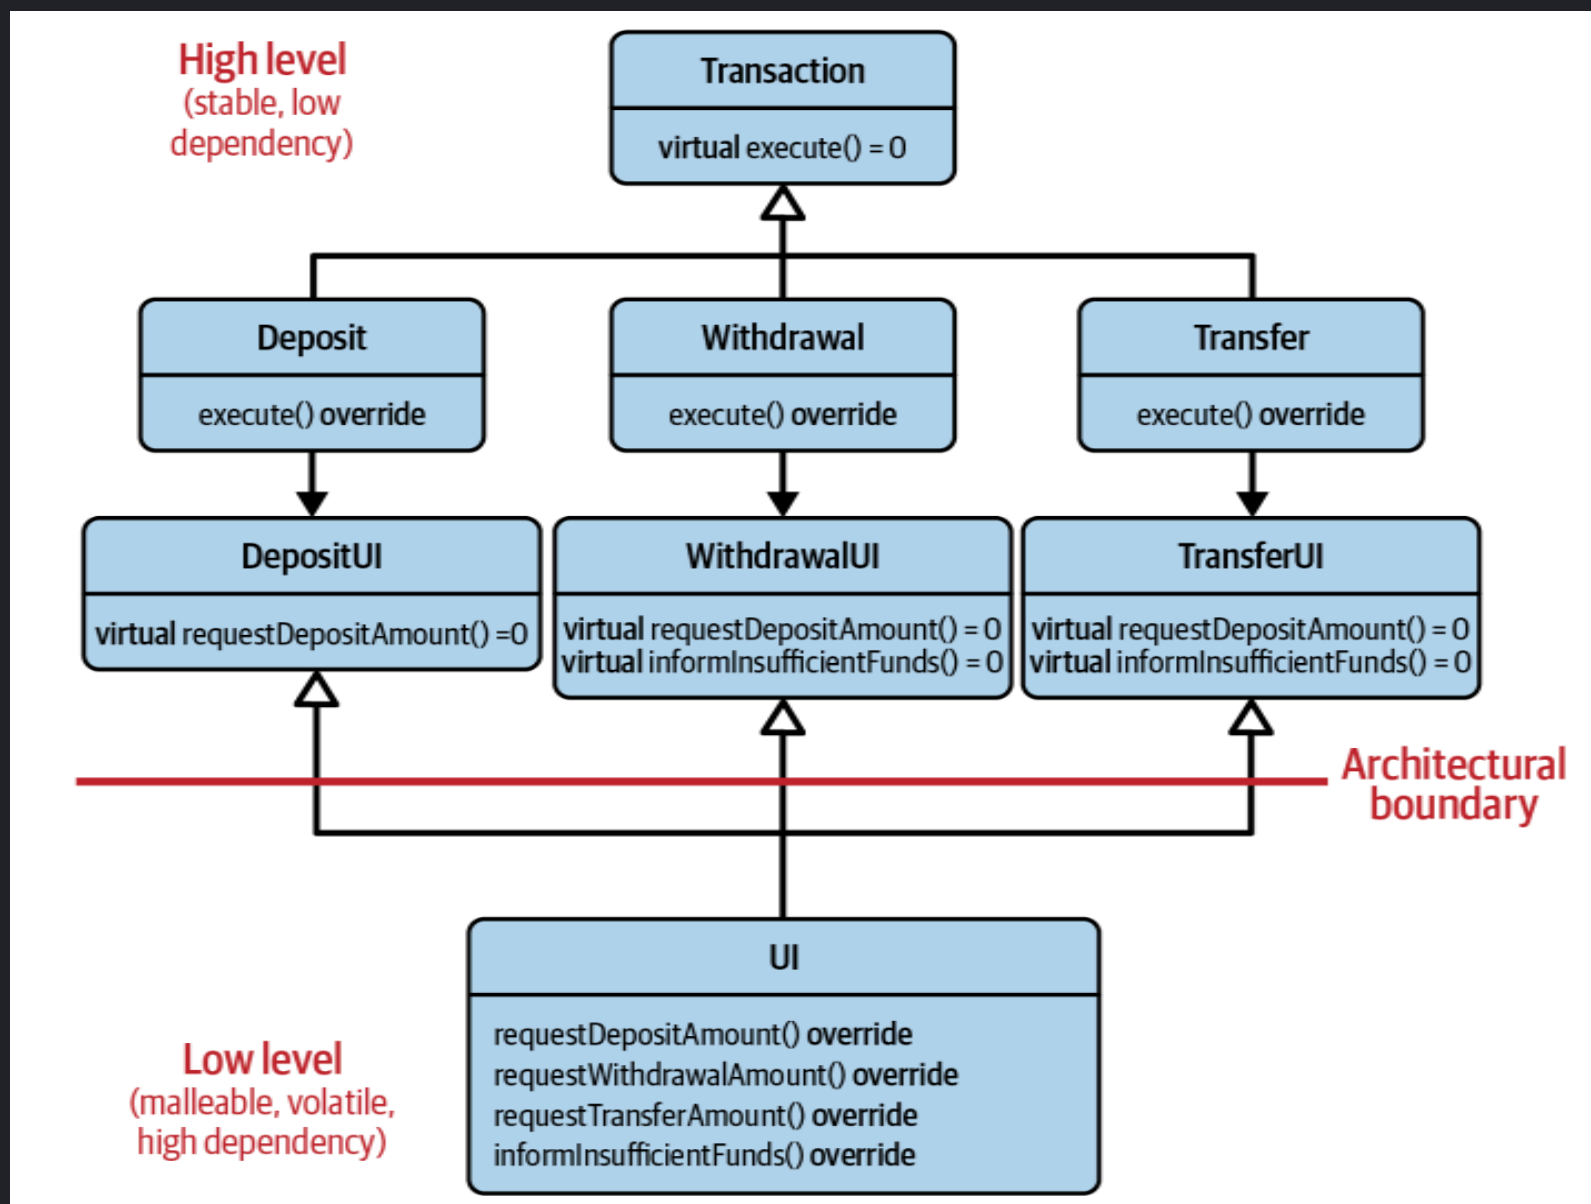 High level
(stable, low
dependency)
Transaction
virtual execute() = 0
Deposit
execute() override
Withdrawal
execute() override
Transfer
execute() override
DepositUI
virtual requestDepositAmount() =0
WithdrawalUI
virtual requestDepositAmount() = 0
virtual informInsufficientFunds() = 0
TransferUI
virtual requestDepositAmount() = 0
virtual informInsufficientFunds() = 0
Architectural
boundary
UI
requestDepositAmount() override
requestWithdrawalAmount() override
requestTransferAmount() override
informInsufficientFunds() override
Low level
(malleable, volatile,
high dependency)